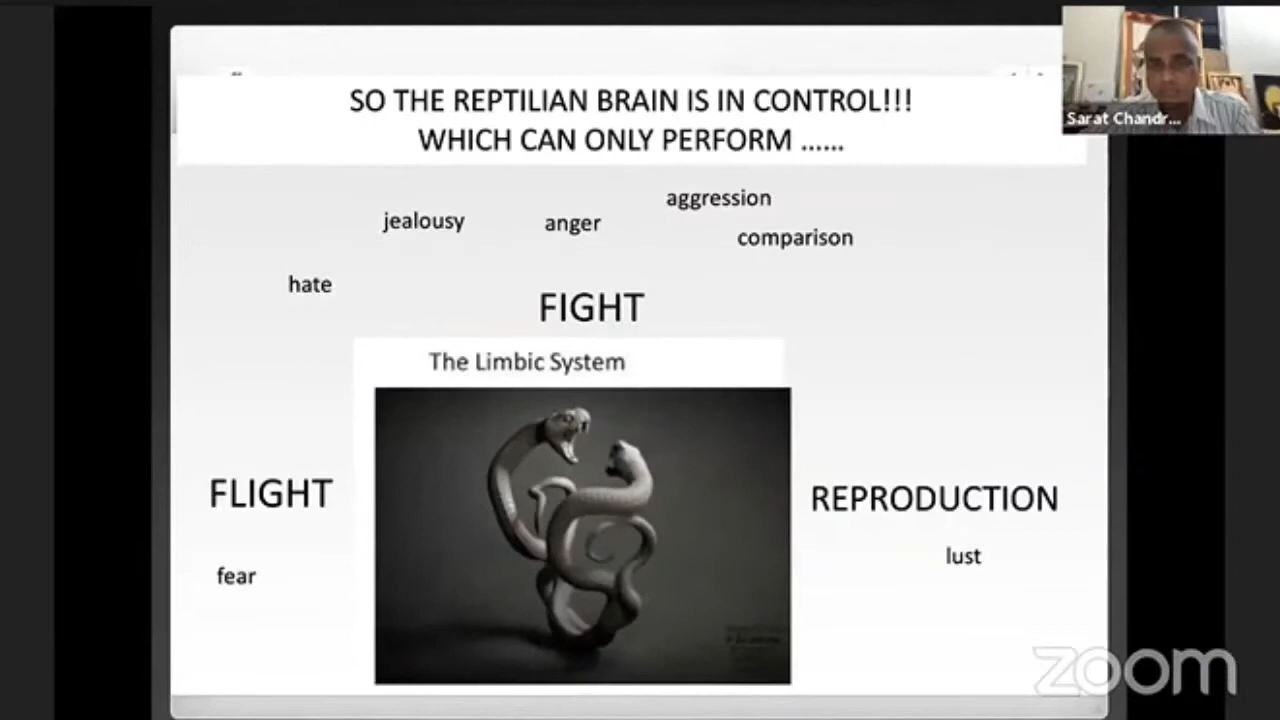 SO THE REPTILIAN BRAIN IS IN CONTROL!!!
WHICH CAN ONLY PERFORM ......
Sarat Chandr...
aggression
jealousy
anger
comparison
hate
FIGHT
The Limbic System
FLIGHT
REPRODUCTION
lust
fear
zoom